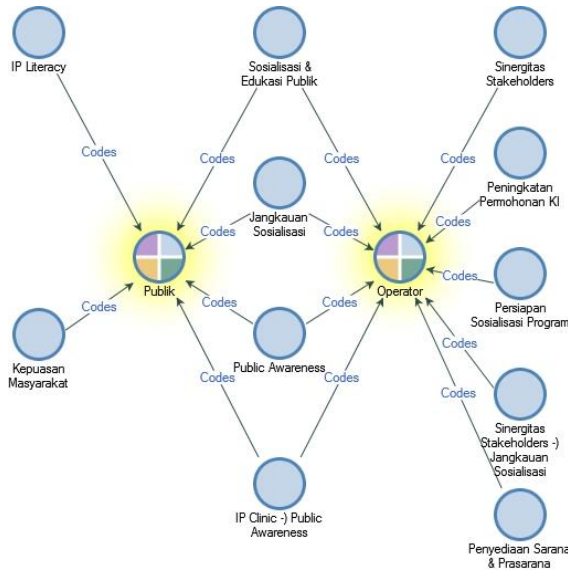 IP Literacy
Sosialisasi &
Edukasi Publik
Sinergitas
Stakeholders
Codes
Codes
Codes
Codes
Peningkatan
Permohonan KI
Jangkauan
Sosialisasi
Codes
Codes
Codes
Publik
Operator
Codes
Persiapan
Sosialisasi Program
Codes
Codes
Codes
Codes
Kepuasan
Masyarakat
Public Awareness
Codes
Codes
Codes
Sinergitas
Stakeholders -)
Jangkauan
Sosialisasi
IP Clinic -) Public
Awareness
Penyediaan Sarana
& Prasarana